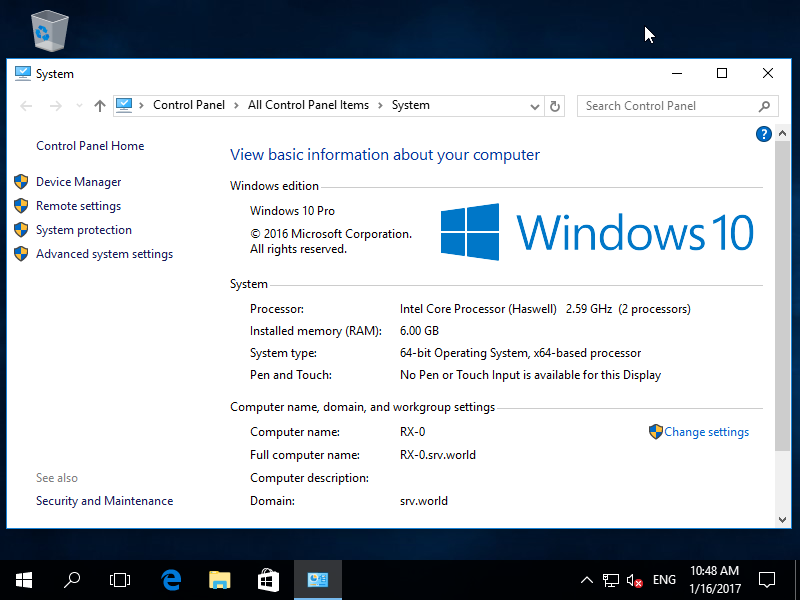 System
Control Panel > All Control Panel Items > System
Search Control Panel
Control Panel Home
Device Manager
Remote settings
System protection
Advanced system settings
See also
Security and Maintenance
?
View basic information about your computer
Windows edition
Windows 10 Pro
© 2016 Microsoft Corporation.
All rights reserved.
Windows 10
System
Processor: Intel Core Processor (Haswell) 2.59 GHz (2 processors)
Installed memory (RAM): 6.00 GB
System type: 64-bit Operating System, x64-based processor
Pen and Touch: No Pen or Touch Input is available for this Display
Computer name, domain, and workgroup settings
Computer name: RX-0
Change settings
Full computer name: RX-0.srv.world
Computer description:
Domain: srv.world
ENG
10:48 AM
1/16/2017